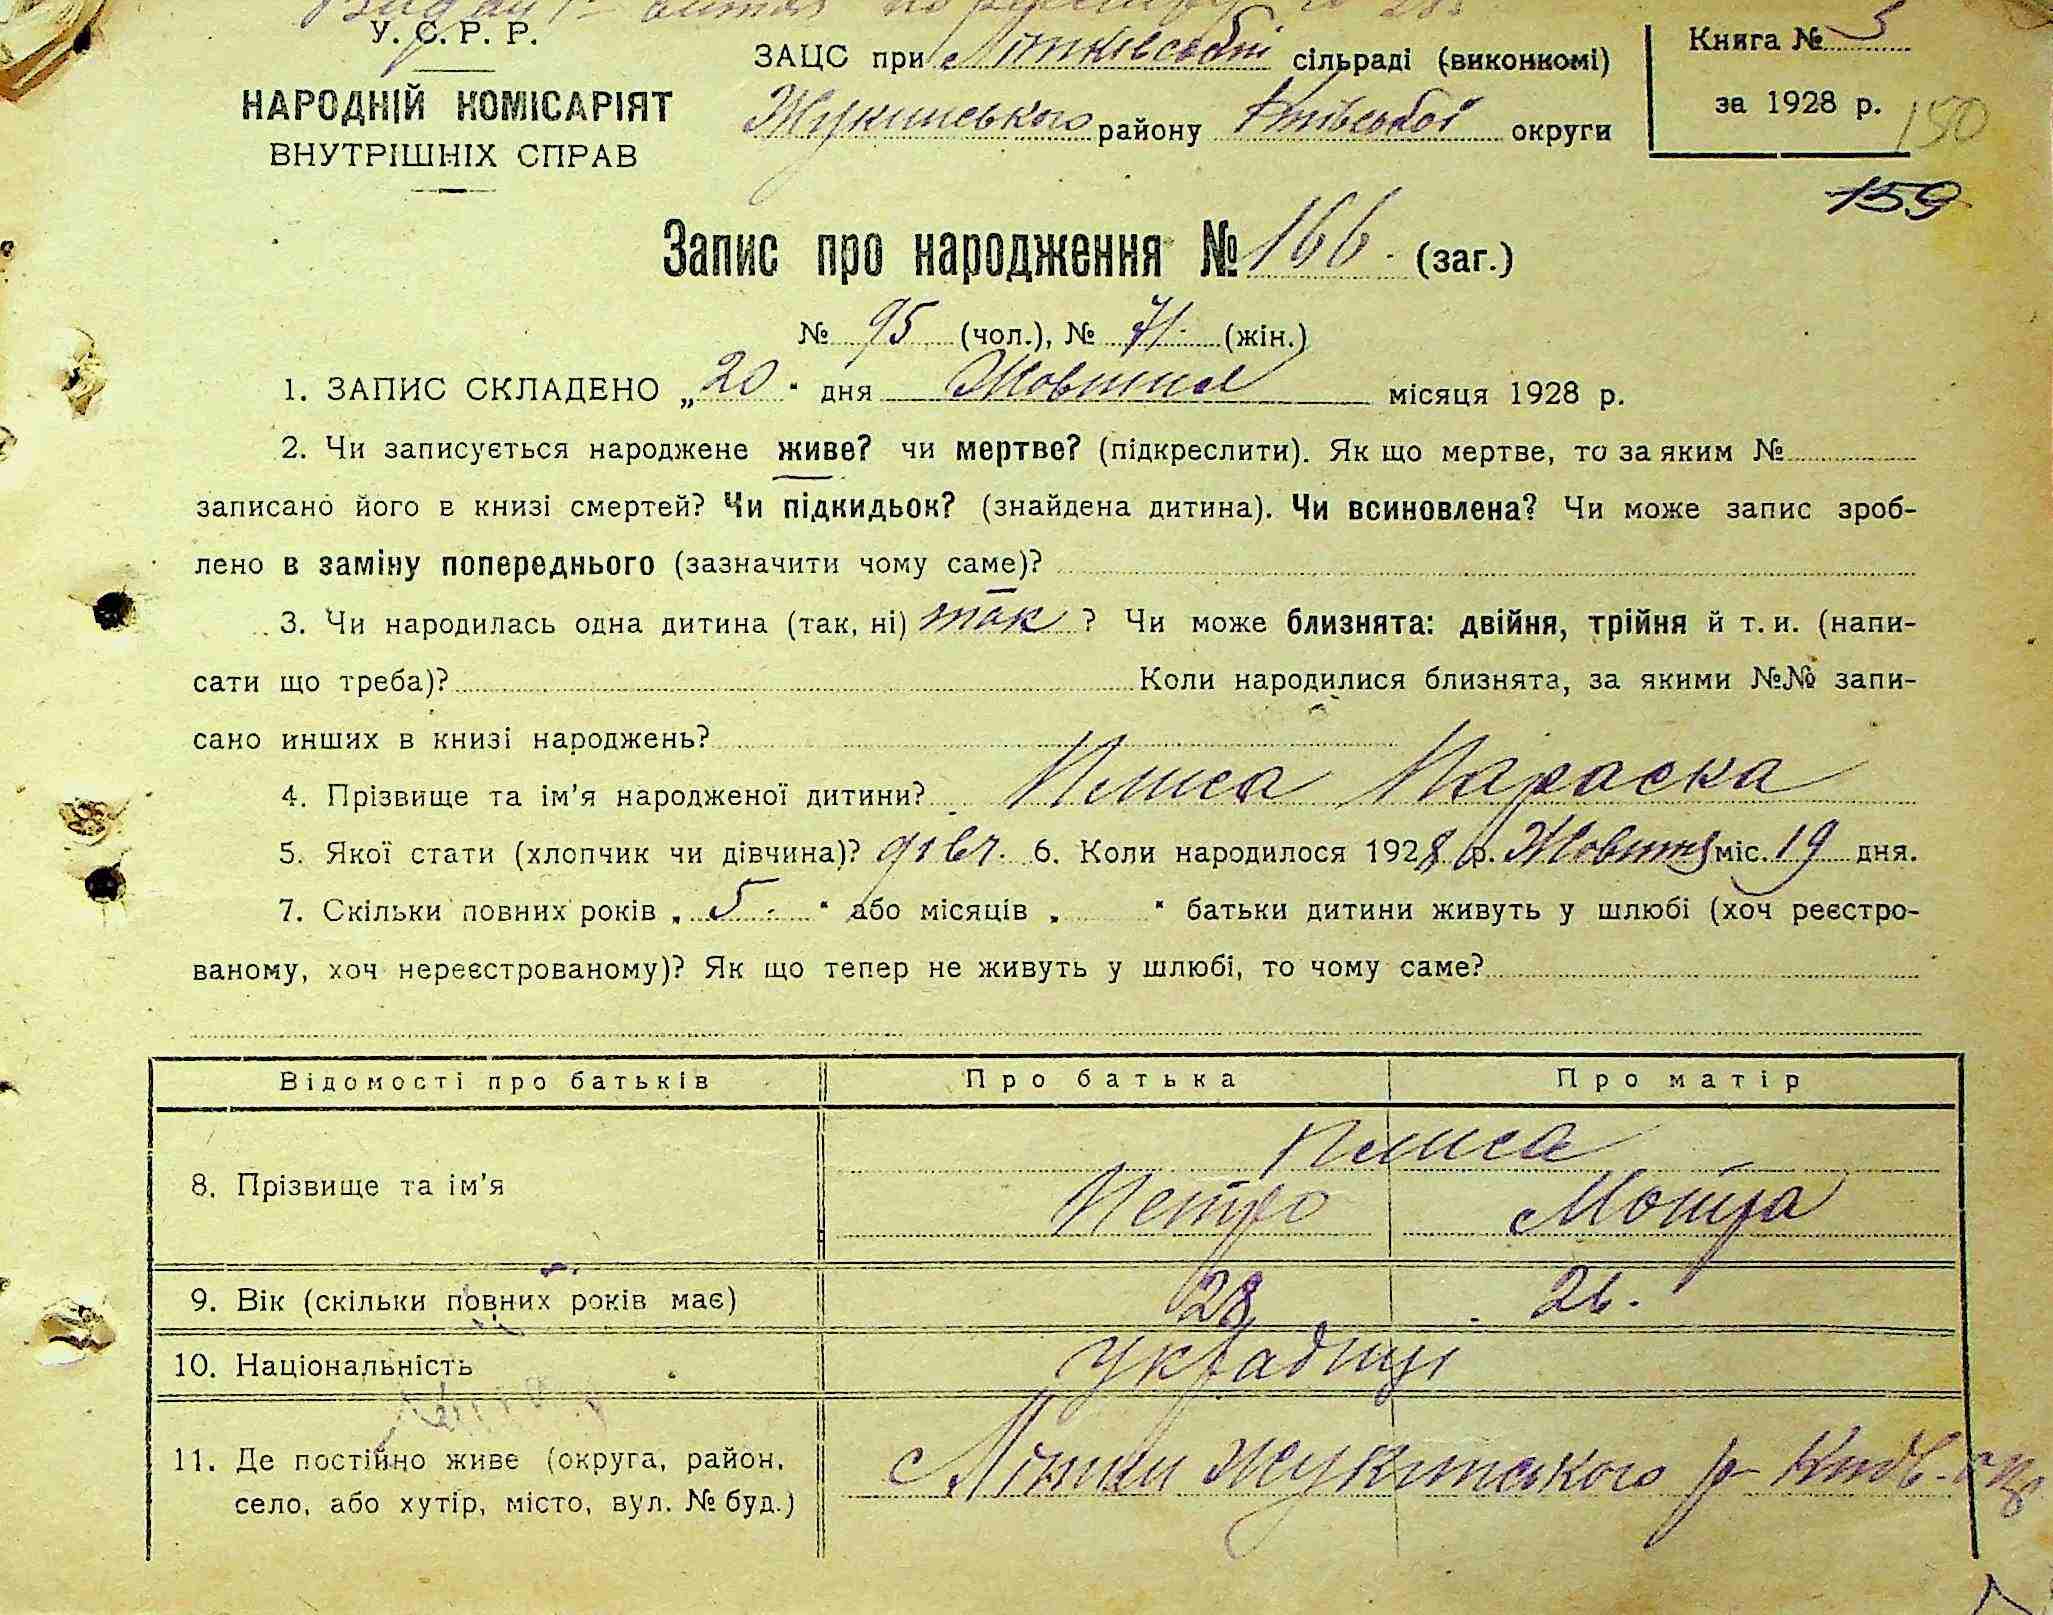 У. С. Р. Р.
НАРОДНІЙ КОМІСАРІЯТ
ВНУТРІШНІХ СПРАВ
ЗАЦС при Літківській сільраді (виконкомі)
Жукинського району Київської округи
Книга № 3
за 1928 р.
150
159
Запис про народження № 166. (заг.)
№ 95 (чол.), № 71. (жін.)
1. ЗАПИС СКЛАДЕНО „20" дня Жовтня місяця 1928 р.
2. Чи записується народжене живе? чи мертве? (підкреслити). Як що мертве, то за яким №
записано його в книзі смертей? Чи підкидьок? (знайдена дитина). Чи всиновлена? Чи може запис зроб-
лено в заміну попереднього (зазначити чому саме)?
3. Чи народилась одна дитина (так, ні) так ? Чи може близнята: двійня, трійня й т. и. (напи-
сати що треба)? Коли народилися близнята, за якими №№ запи-
сано инших в книзі народжень?
4. Прізвище та ім’я народженої дитини? Плиса Параска
5. Якої стати (хлопчик чи дівчина)? дівч. 6. Коли народилося 1928 р. Жовтня міс. 19 дня.
7. Скільки повних років „ 5. " або місяців „ " батьки дитини живуть у шлюбі (хоч реєстро-
ваному, хоч нереєстрованому)? Як що тепер не живуть у шлюбі, то чому саме?
Відомості про батьків Про батька Про матір
8. Прізвище та ім’я Плиса
Петро Мотря
9. Вік (скільки повних років має) 28 26.
10. Національність українці
11. Де постійно живе (округа, район, село, або хутір, місто, вул. № буд.) с Літки Жукинського р- Київ.